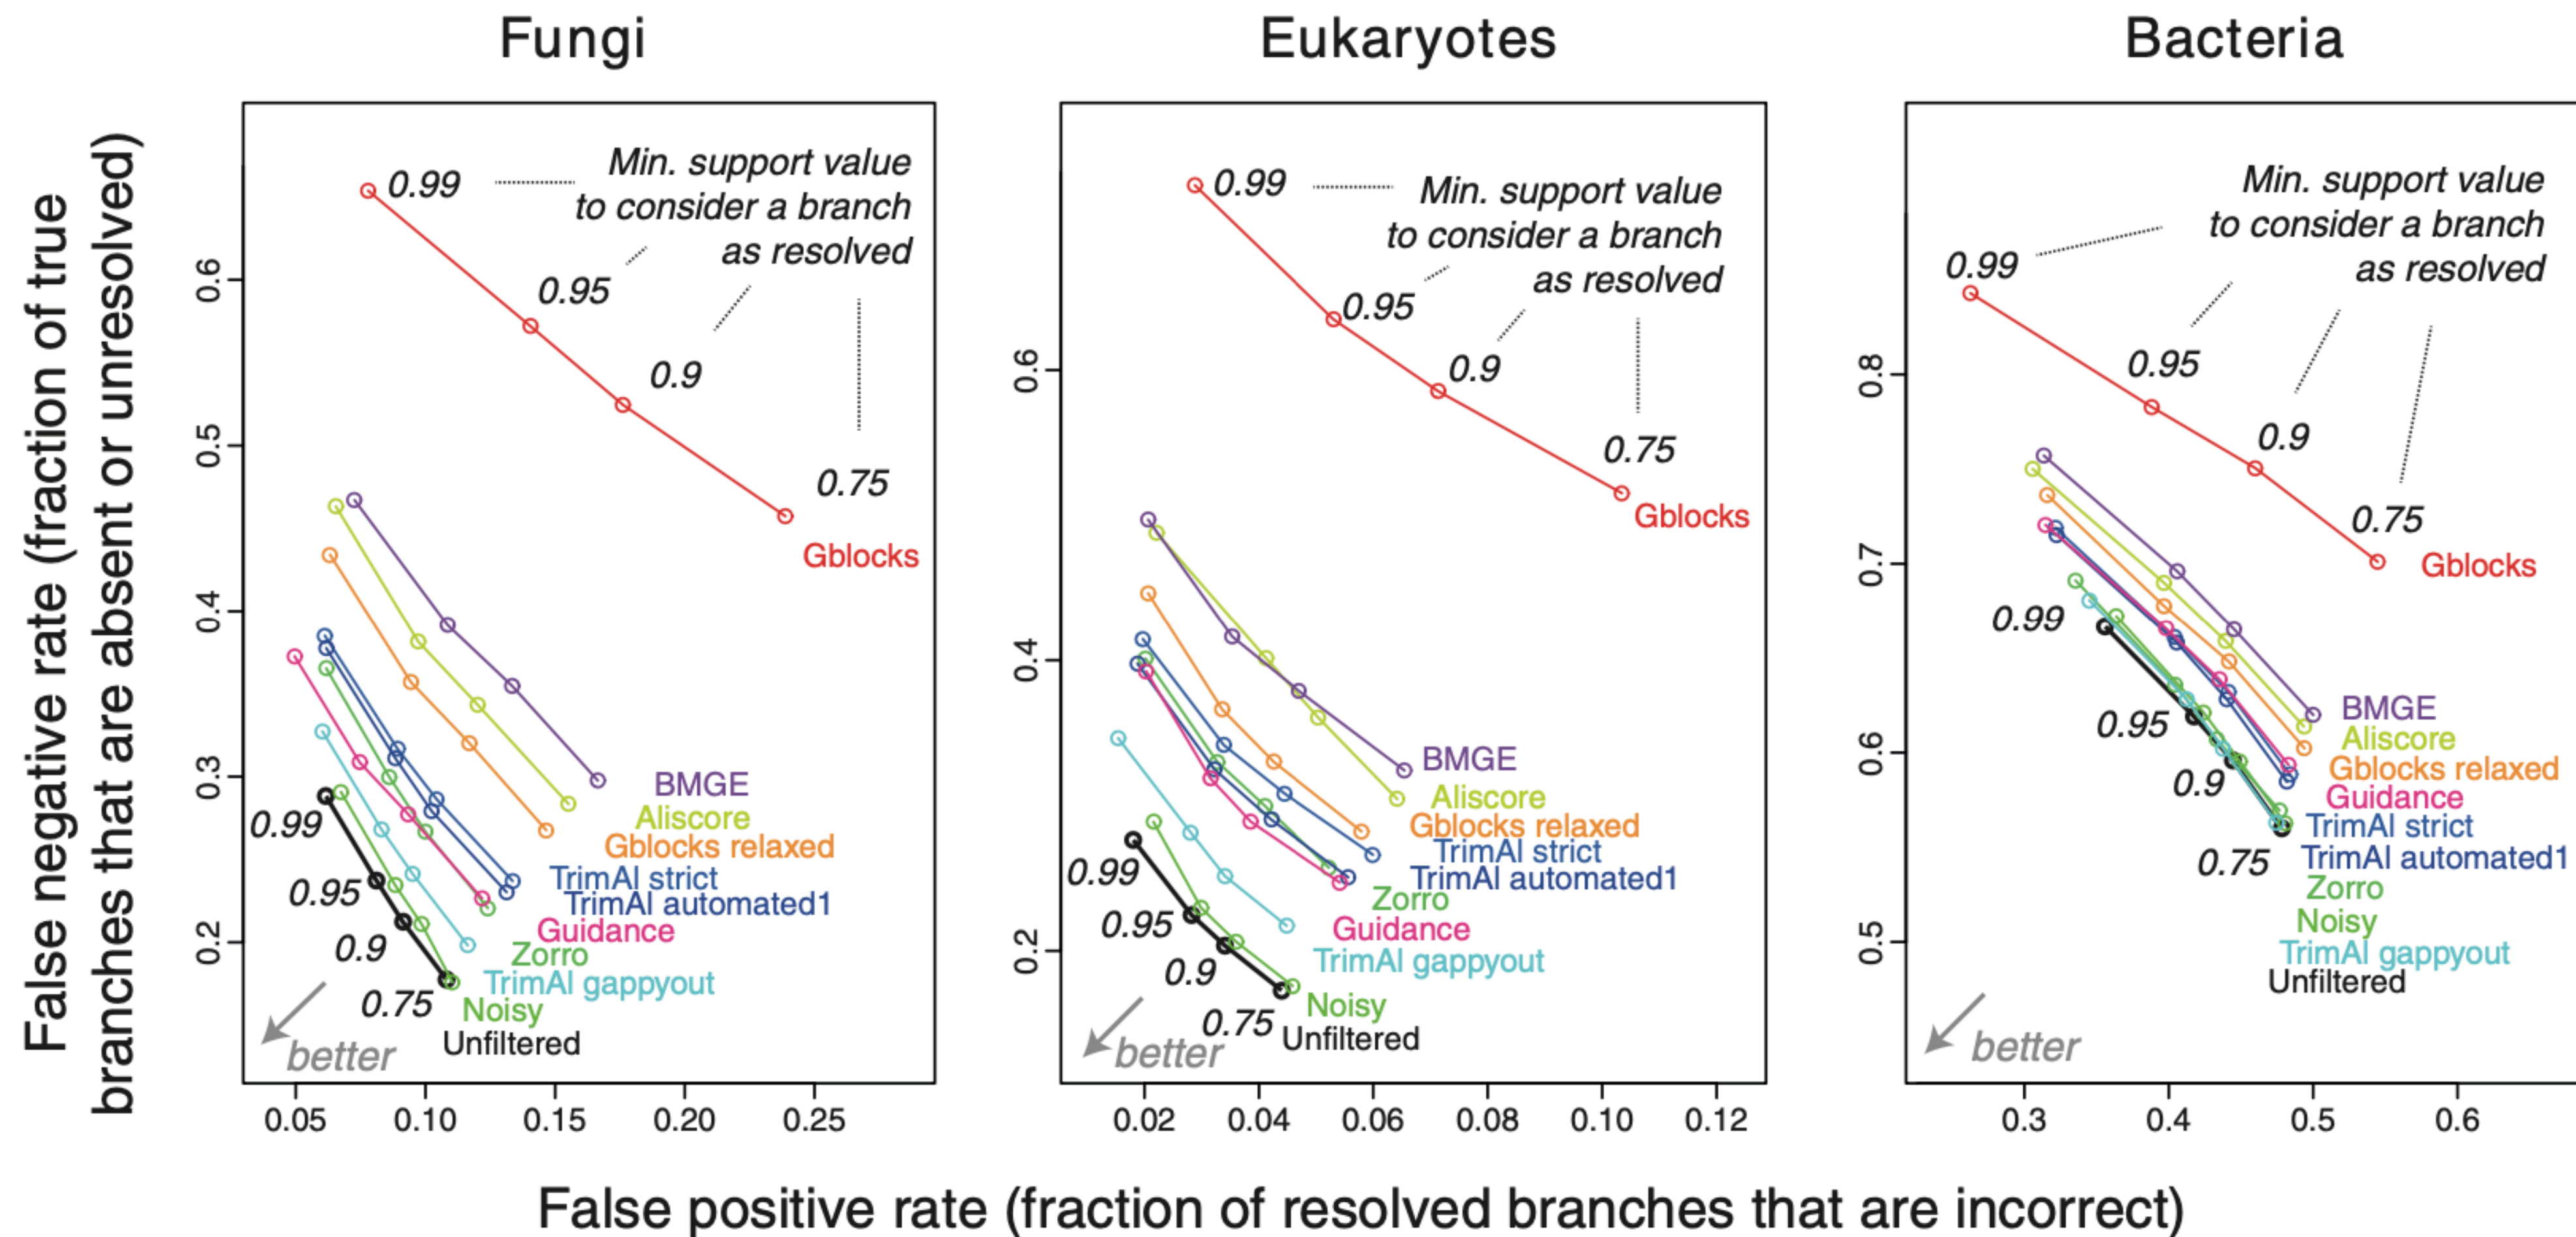 Fungi
Eukaryotes
Bacteria
False negative rate (fraction of true
branches that are absent or unresolved)
0.6
0.5
0.4
0.3
0.2
0.99
Min. support value
to consider a branch
as resolved
0.95
0.9
0.75
Gblocks
BMGE
Aliscore
Gblocks relaxed
TrimAl strict
TrimAl automated1
Guidance
Zorro
TrimAl gappyout
Noisy
Unfiltered
0.99
0.95
0.9
0.75
better
0.05 0.10 0.15 0.20 0.25
0.6
0.4
0.2
0.99
Min. support value
to consider a branch
as resolved
0.95
0.9
0.75
Gblocks
BMGE
Aliscore
Gblocks relaxed
TrimAl strict
TrimAl automated1
Zorro
Guidance
TrimAl gappyout
Noisy
Unfiltered
0.99
0.95
0.9
0.75
better
0.02 0.04 0.06 0.08 0.10 0.12
0.8
0.7
0.6
0.5
Min. support value
to consider a branch
as resolved
0.99
0.95
0.9
0.75
Gblocks
BMGE
Aliscore
Gblocks relaxed
Guidance
TrimAl strict
TrimAl automated1
Zorro
Noisy
TrimAl gappyout
Unfiltered
0.99
0.95
0.9
0.75
better
0.3 0.4 0.5 0.6
False positive rate (fraction of resolved branches that are incorrect)